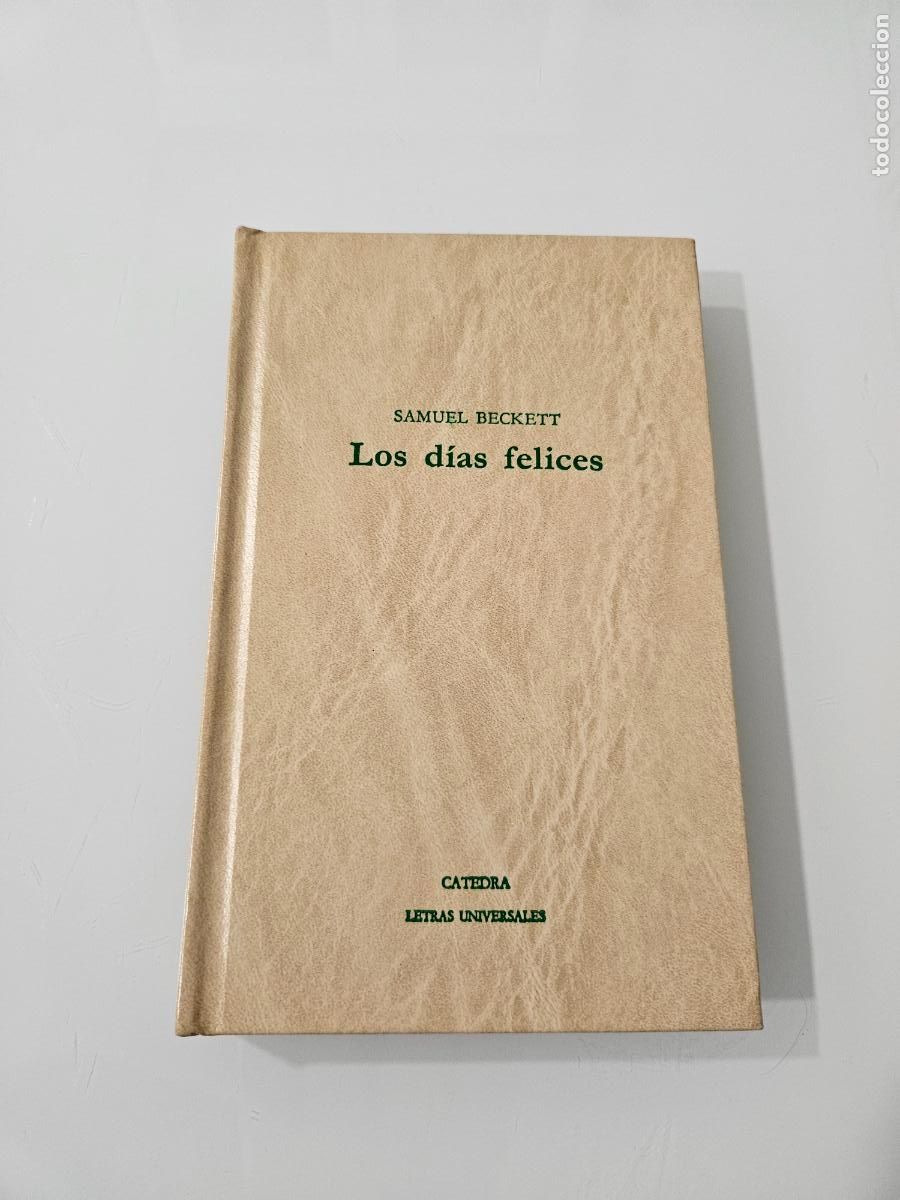 todocoleccion
SAMUEL BECKETT
Los días felices
CATEDRA
LETRAS UNIVERSALES